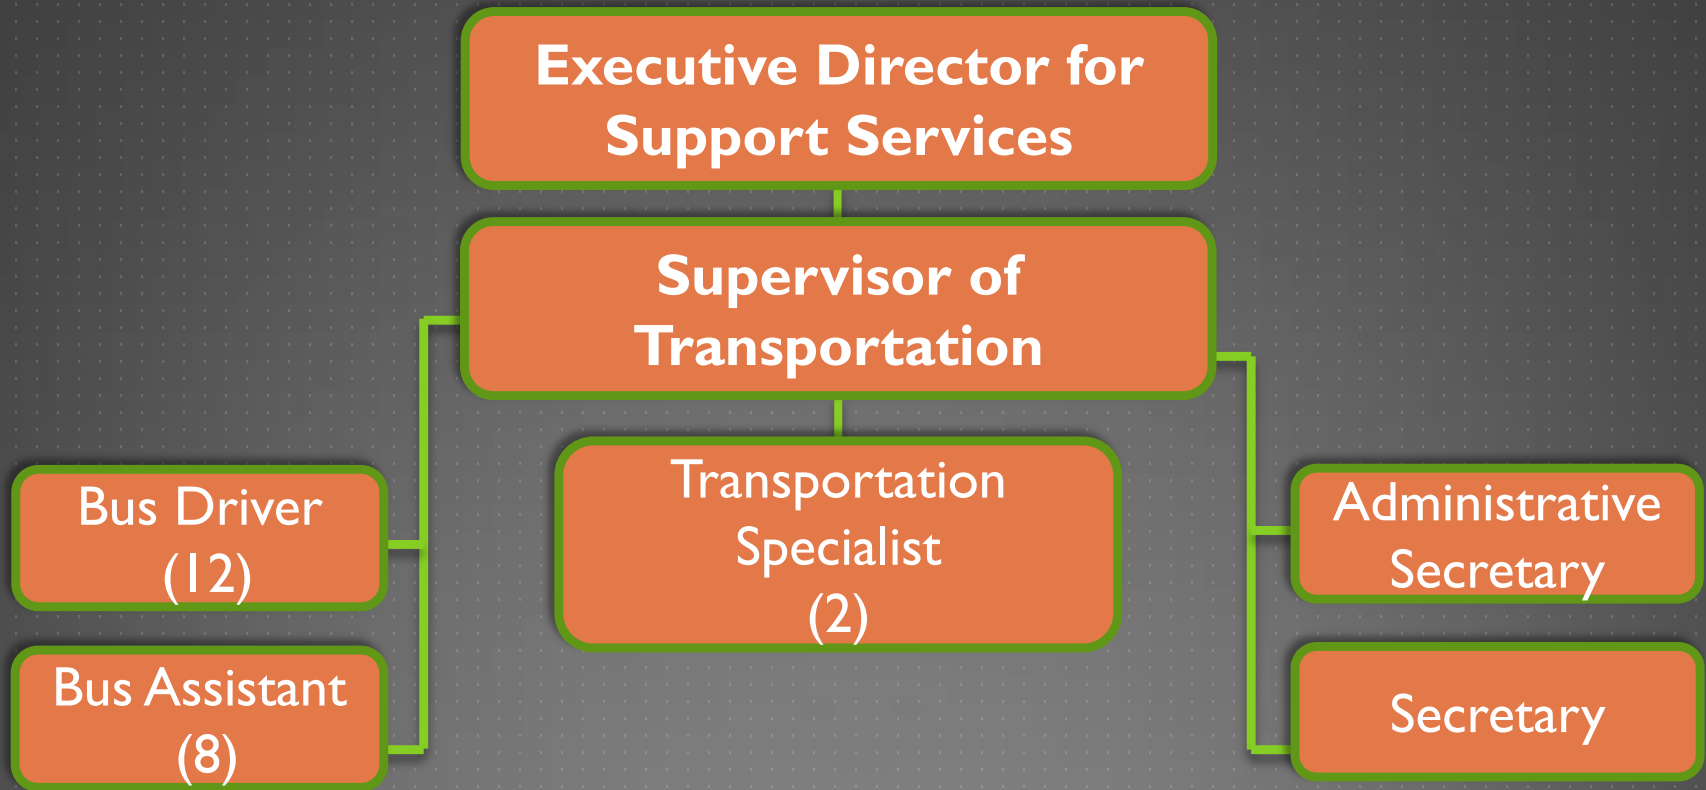 Executive Director for
Support Services
Supervisor of
Transportation
Transportation
Specialist
(2)
Bus Driver
(12)
Bus Assistant
(8)
Administrative
Secretary
Secretary